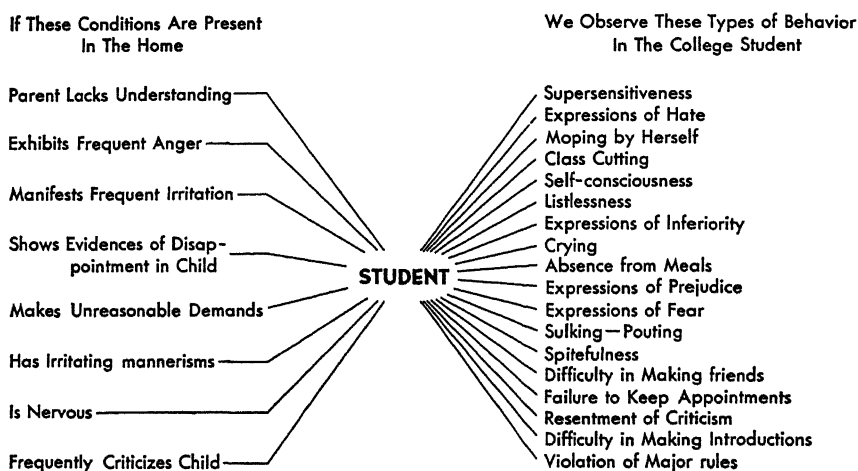 If These Conditions Are Present
In The Home
Parent Lacks Understanding
Exhibits Frequent Anger
Manifests Frequent Irritation
Shows Evidences of Disap-
pointment in Child
Makes Unreasonable Demands
Has Irritating mannerisms
Is Nervous
Frequently Criticizes Child
STUDENT
We Observe These Types of Behavior
In The College Student
Supersensitiveness
Expressions of Hate
Moping by Herself
Class Cutting
Self-consciousness
Listlessness
Expressions of Inferiority
Crying
Absence from Meals
Expressions of Prejudice
Expressions of Fear
Sulking—Pouting
Spitefulness
Difficulty in Making friends
Failure to Keep Appointments
Resentment of Criticism
Difficulty in Making Introductions
Violation of Major rules